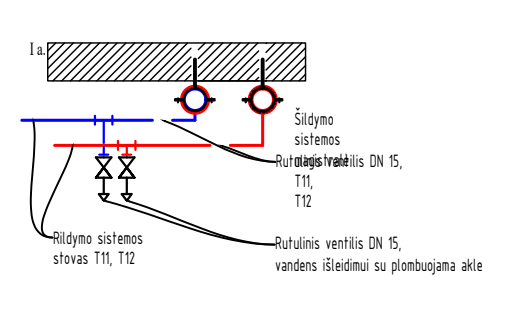 I a.
Šildymo
sistemos
magistralė
T11,
T12
Rutulinis ventilis DN 15,
Rildymo sistemos
stovas T11, T12
Rutulinis ventilis DN 15,
vandens išleidimui su plombuojama akle